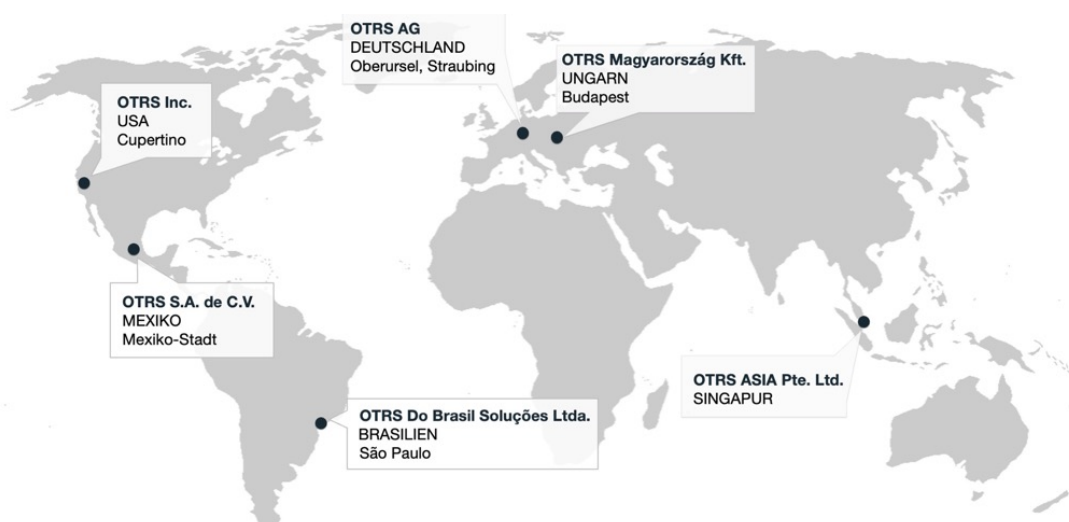 OTRS AG
DEUTSCHLAND
Oberursel, Straubing
OTRS Magyarország Kft.
UNGARN
Budapest
OTRS Inc.
USA
Cupertino
OTRS S.A. de C.V.
MEXIKO
Mexiko-Stadt
OTRS ASIA Pte. Ltd.
SINGAPUR
OTRS Do Brasil Soluções Ltda.
BRASILIEN
São Paulo